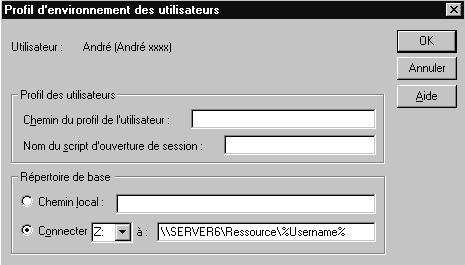 Profil d'environnement des utilisateurs
Utilisateur : André (André xxxx)
OK
Annuler
Aide
Profil des utilisateurs
Chemin du profil de l'utilisateur :
Nom du script d'ouverture de session :
Répertoire de base
Chemin local :
Connecter Z: à : \\SERVER6\Ressource\%Username%